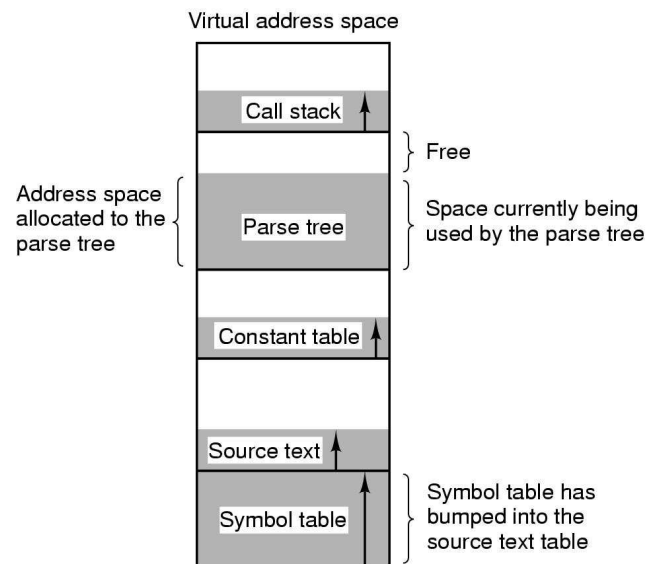 Virtual address space
Call stack
Free
Address space
allocated to the
parse tree
Parse tree
Space currently being
used by the parse tree
Constant table
Source text
Symbol table
Symbol table has
bumped into the
source text table